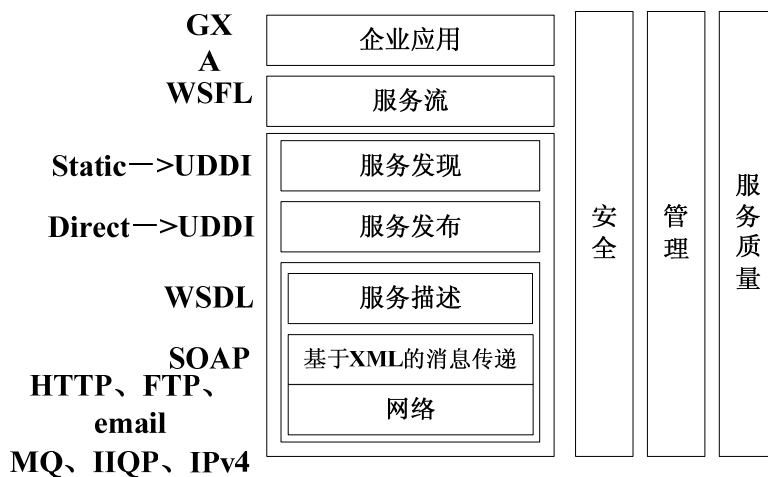 GX
A
企业应用
WSFL
服务流
Static—>UDDI
服务发现
Direct—>UDDI
服务发布
WSDL
服务描述
SOAP
基于XML的消息传递
HTTP、FTP、
email
网络
MQ、IIQP、IPv4
安全
管理
服务质量